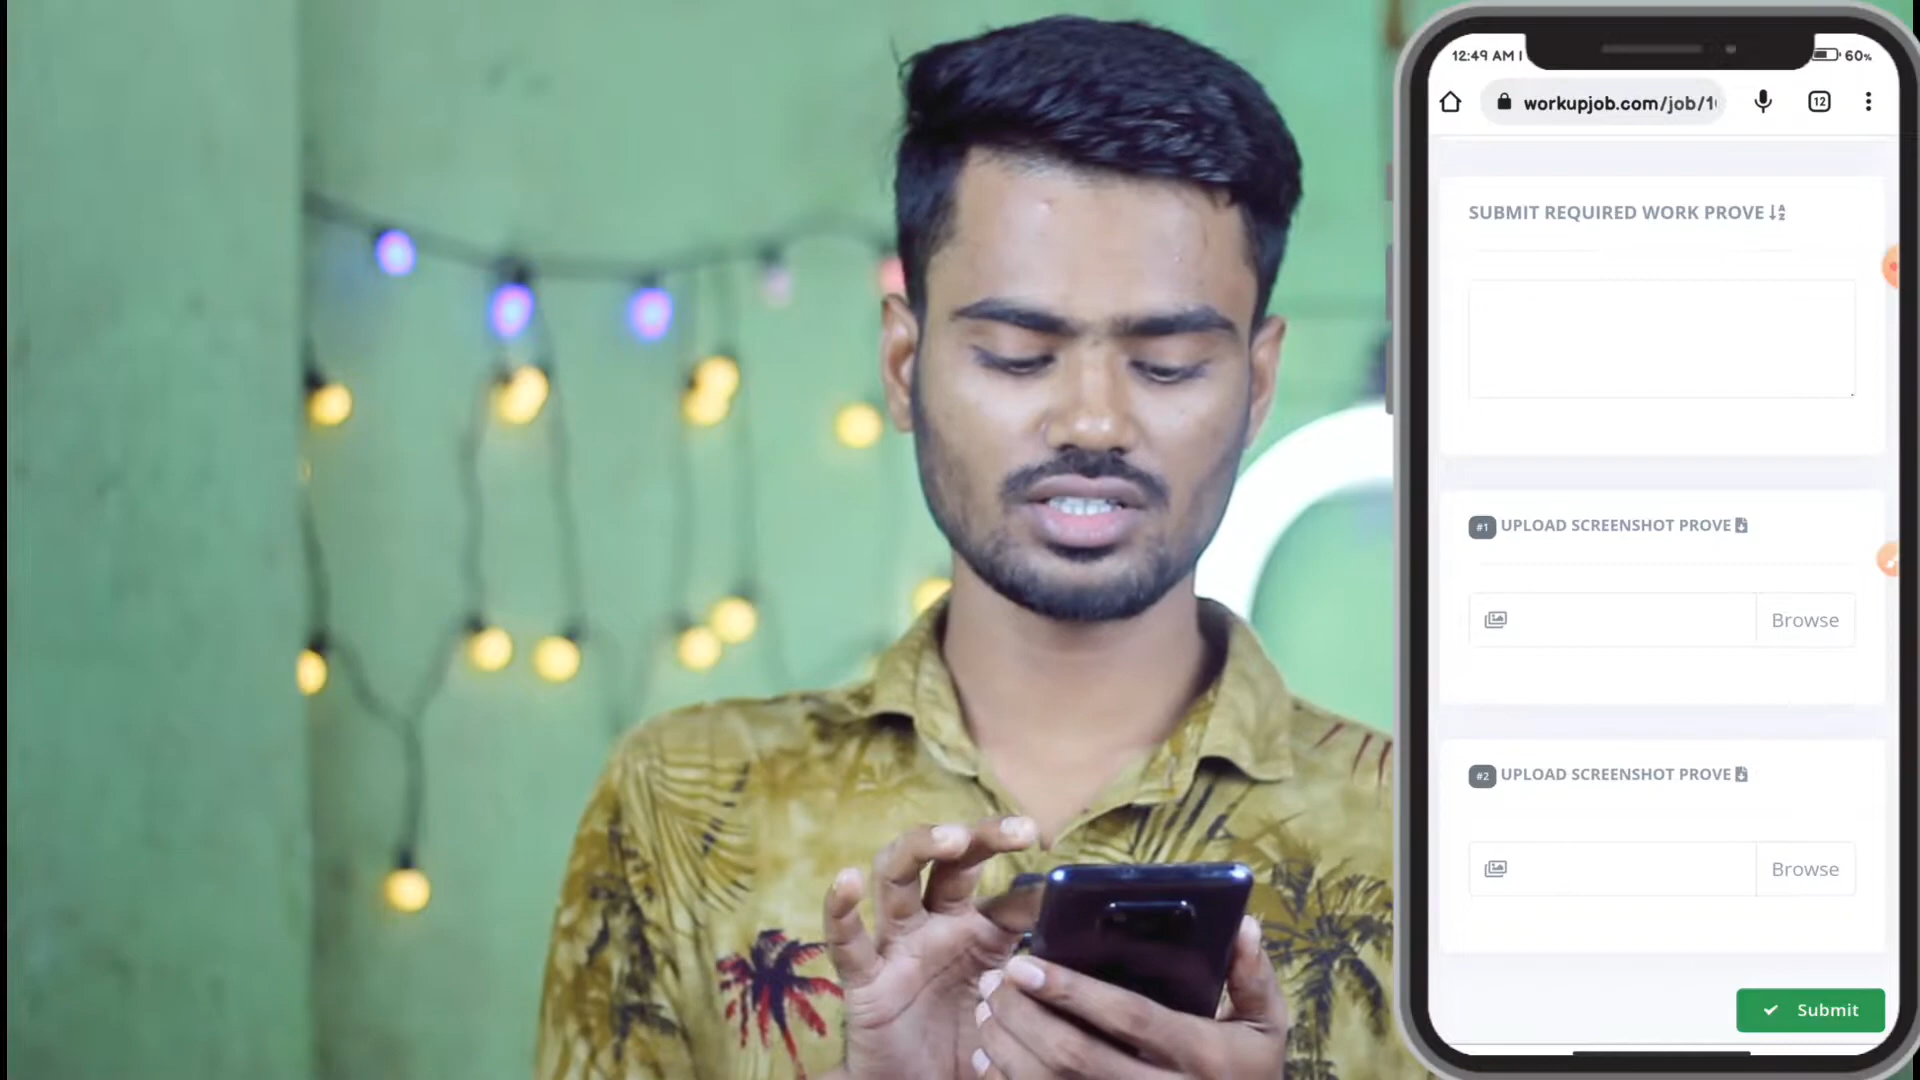 12:49 AM
60%
workupjob.com/job/1
12
SUBMIT REQUIRED WORK PROVE
#1 UPLOAD SCREENSHOT PROVE
Browse
#2 UPLOAD SCREENSHOT PROVE
Browse
Submit